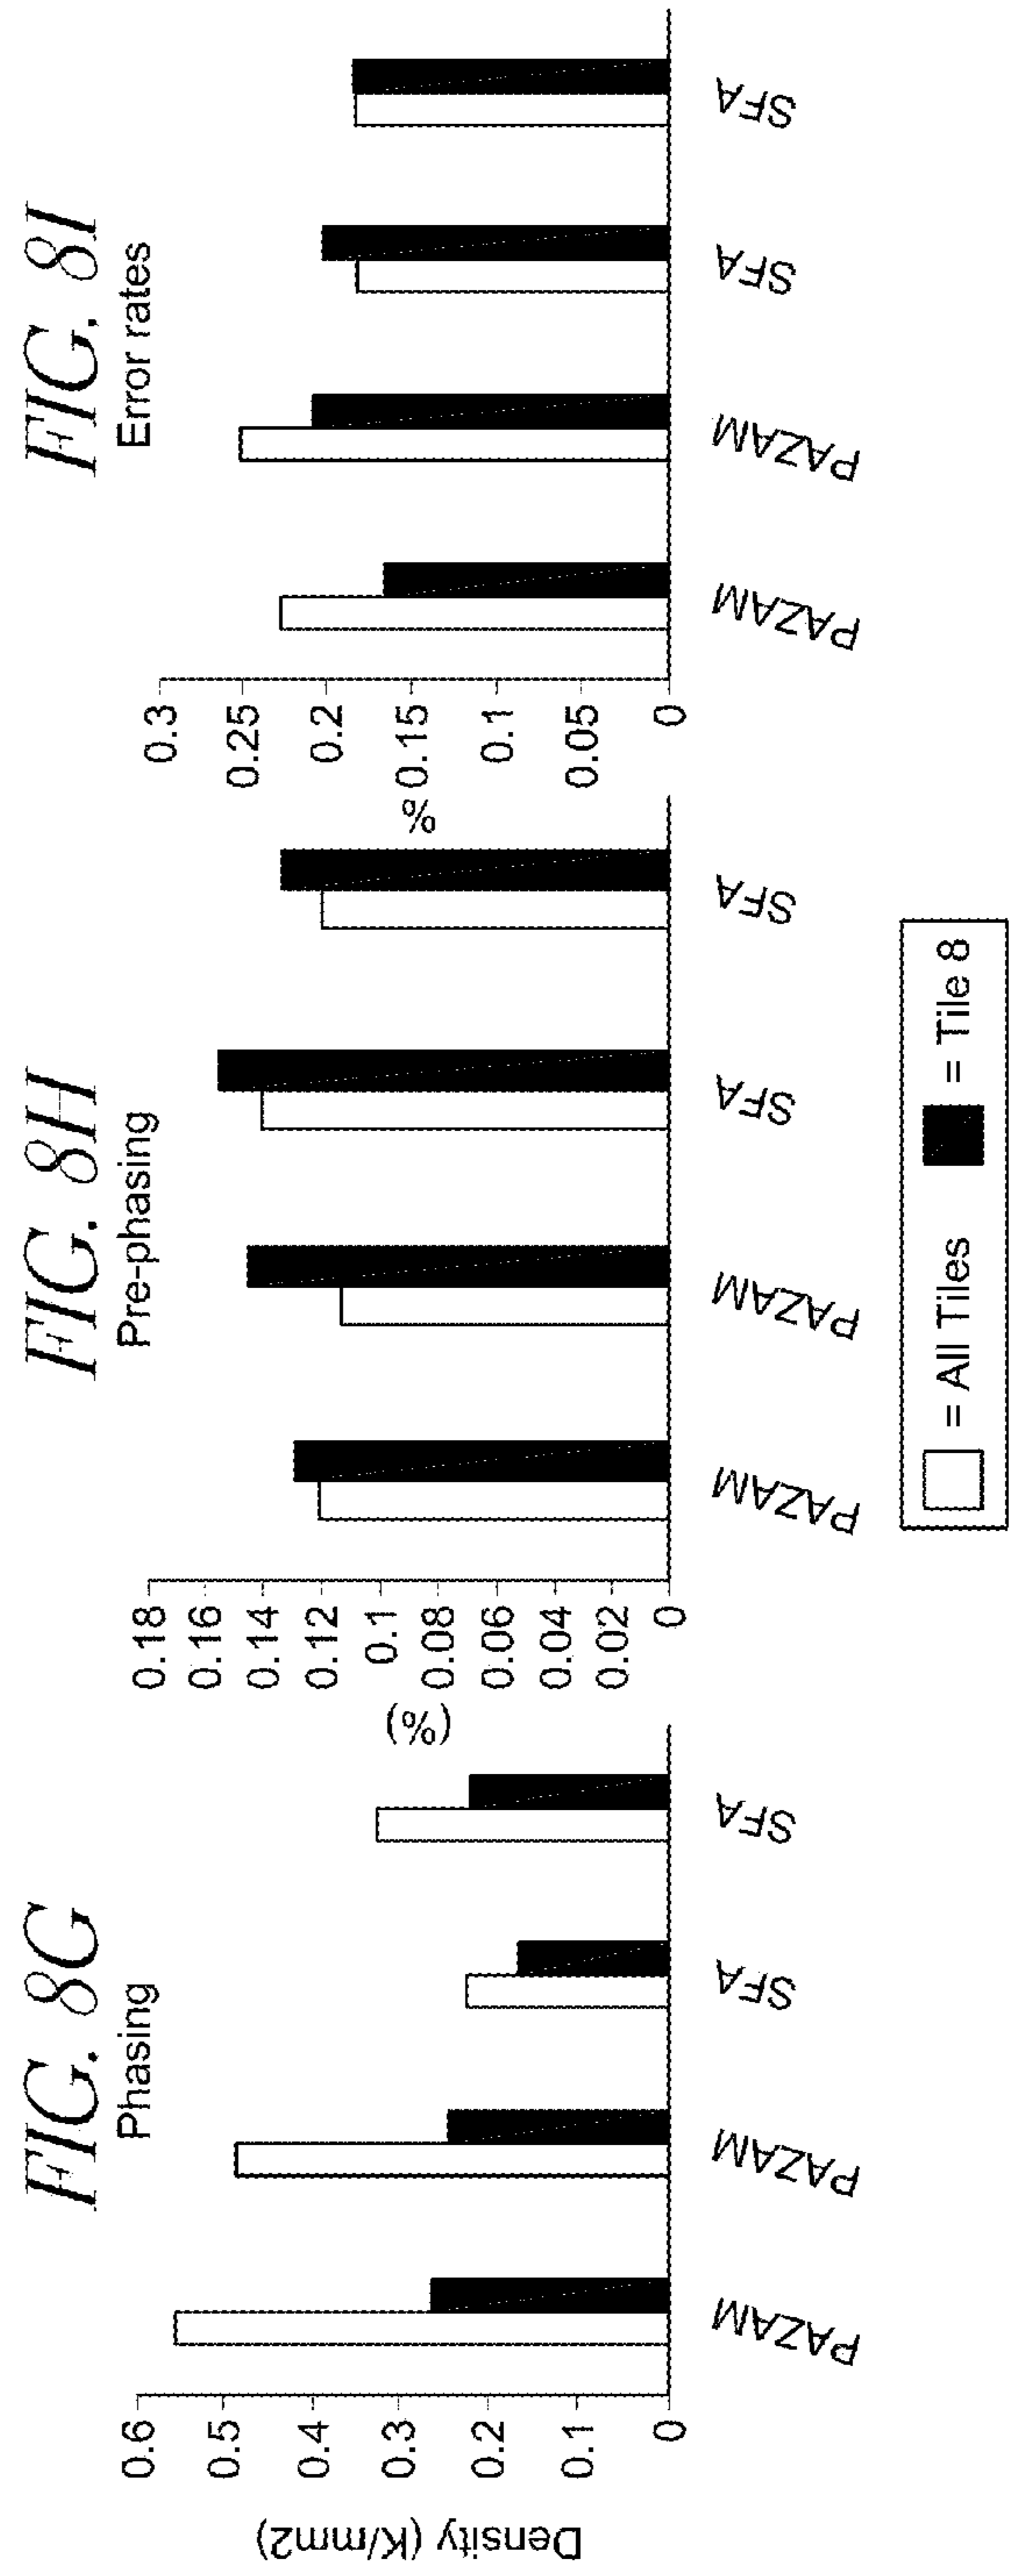 FIG. 8G
Phasing
Density (K/mm2)
0.6
0.5
0.4
0.3
0.2
0.1
0
PAZAM
PAZAM
SFA
SFA
FIG. 8H
Pre-phasing
(%)
0.18
0.16
0.14
0.12
0.1
0.08
0.06
0.04
0.02
0
PAZAM
PAZAM
SFA
SFA
FIG. 8I
Error rates
%
0.3
0.25
0.2
0.15
0.1
0.05
0
PAZAM
PAZAM
SFA
SFA
= All Tiles = Tile 8